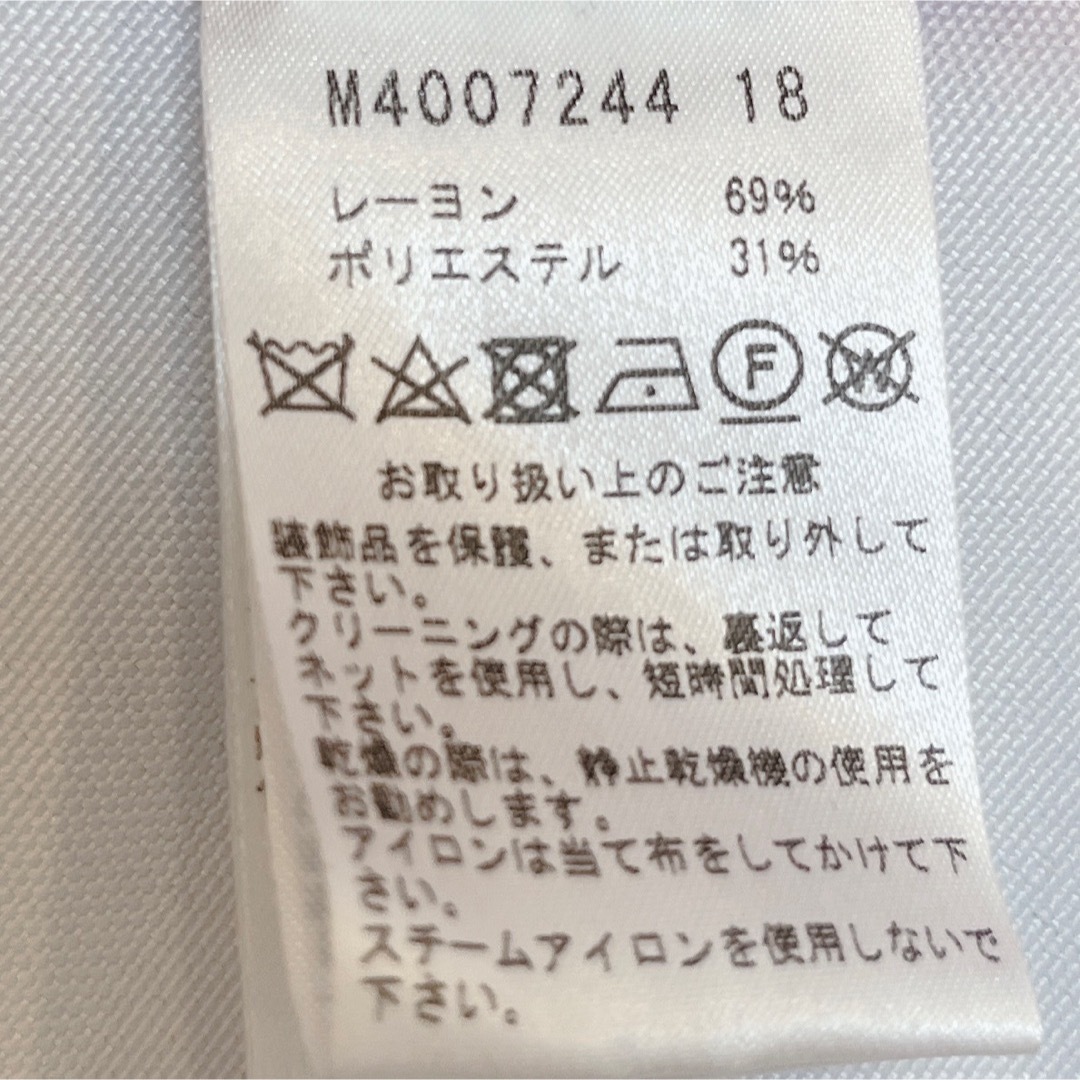 M4007244 18
レーヨン 69%
ポリエステル 31%
F W
お取り扱い上のご注意
装飾品を保護、または取り外して
下さい。
クリーニングの際は、裏返して
ネットを使用し、短時間処理して
下さい。
乾燥の際は、静止乾燥機の使用を
お勧めします。
アイロンは当て布をしてかけて下
さい。
スチームアイロンを使用しないで
下さい。